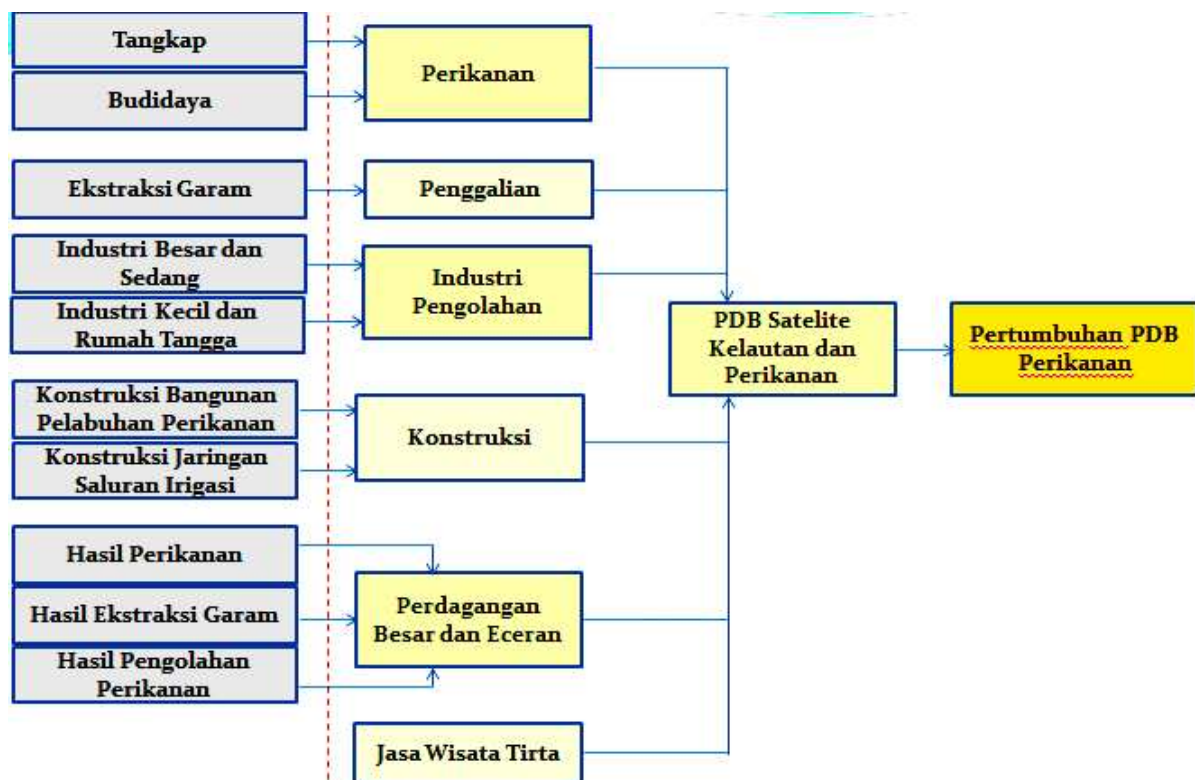 Tangkap
Budidaya
Ekstraksi Garam
Industri Besar dan
Sedang
Industri Kecil dan
Rumah Tangga
Konstruksi Bangunan
Pelabuhan Perikanan
Konstruksi Jaringan
Saluran Irigasi
Hasil Perikanan
Hasil Ekstraksi Garam
Hasil Pengolahan
Perikanan
Perikanan
Penggalian
Industri
Pengolahan
Konstruksi
Perdagangan
Besar dan Eceran
Jasa Wisata Tirta
PDB Satelite
Kelautan dan
Perikanan
Pertumbuhan PDB
Perikanan